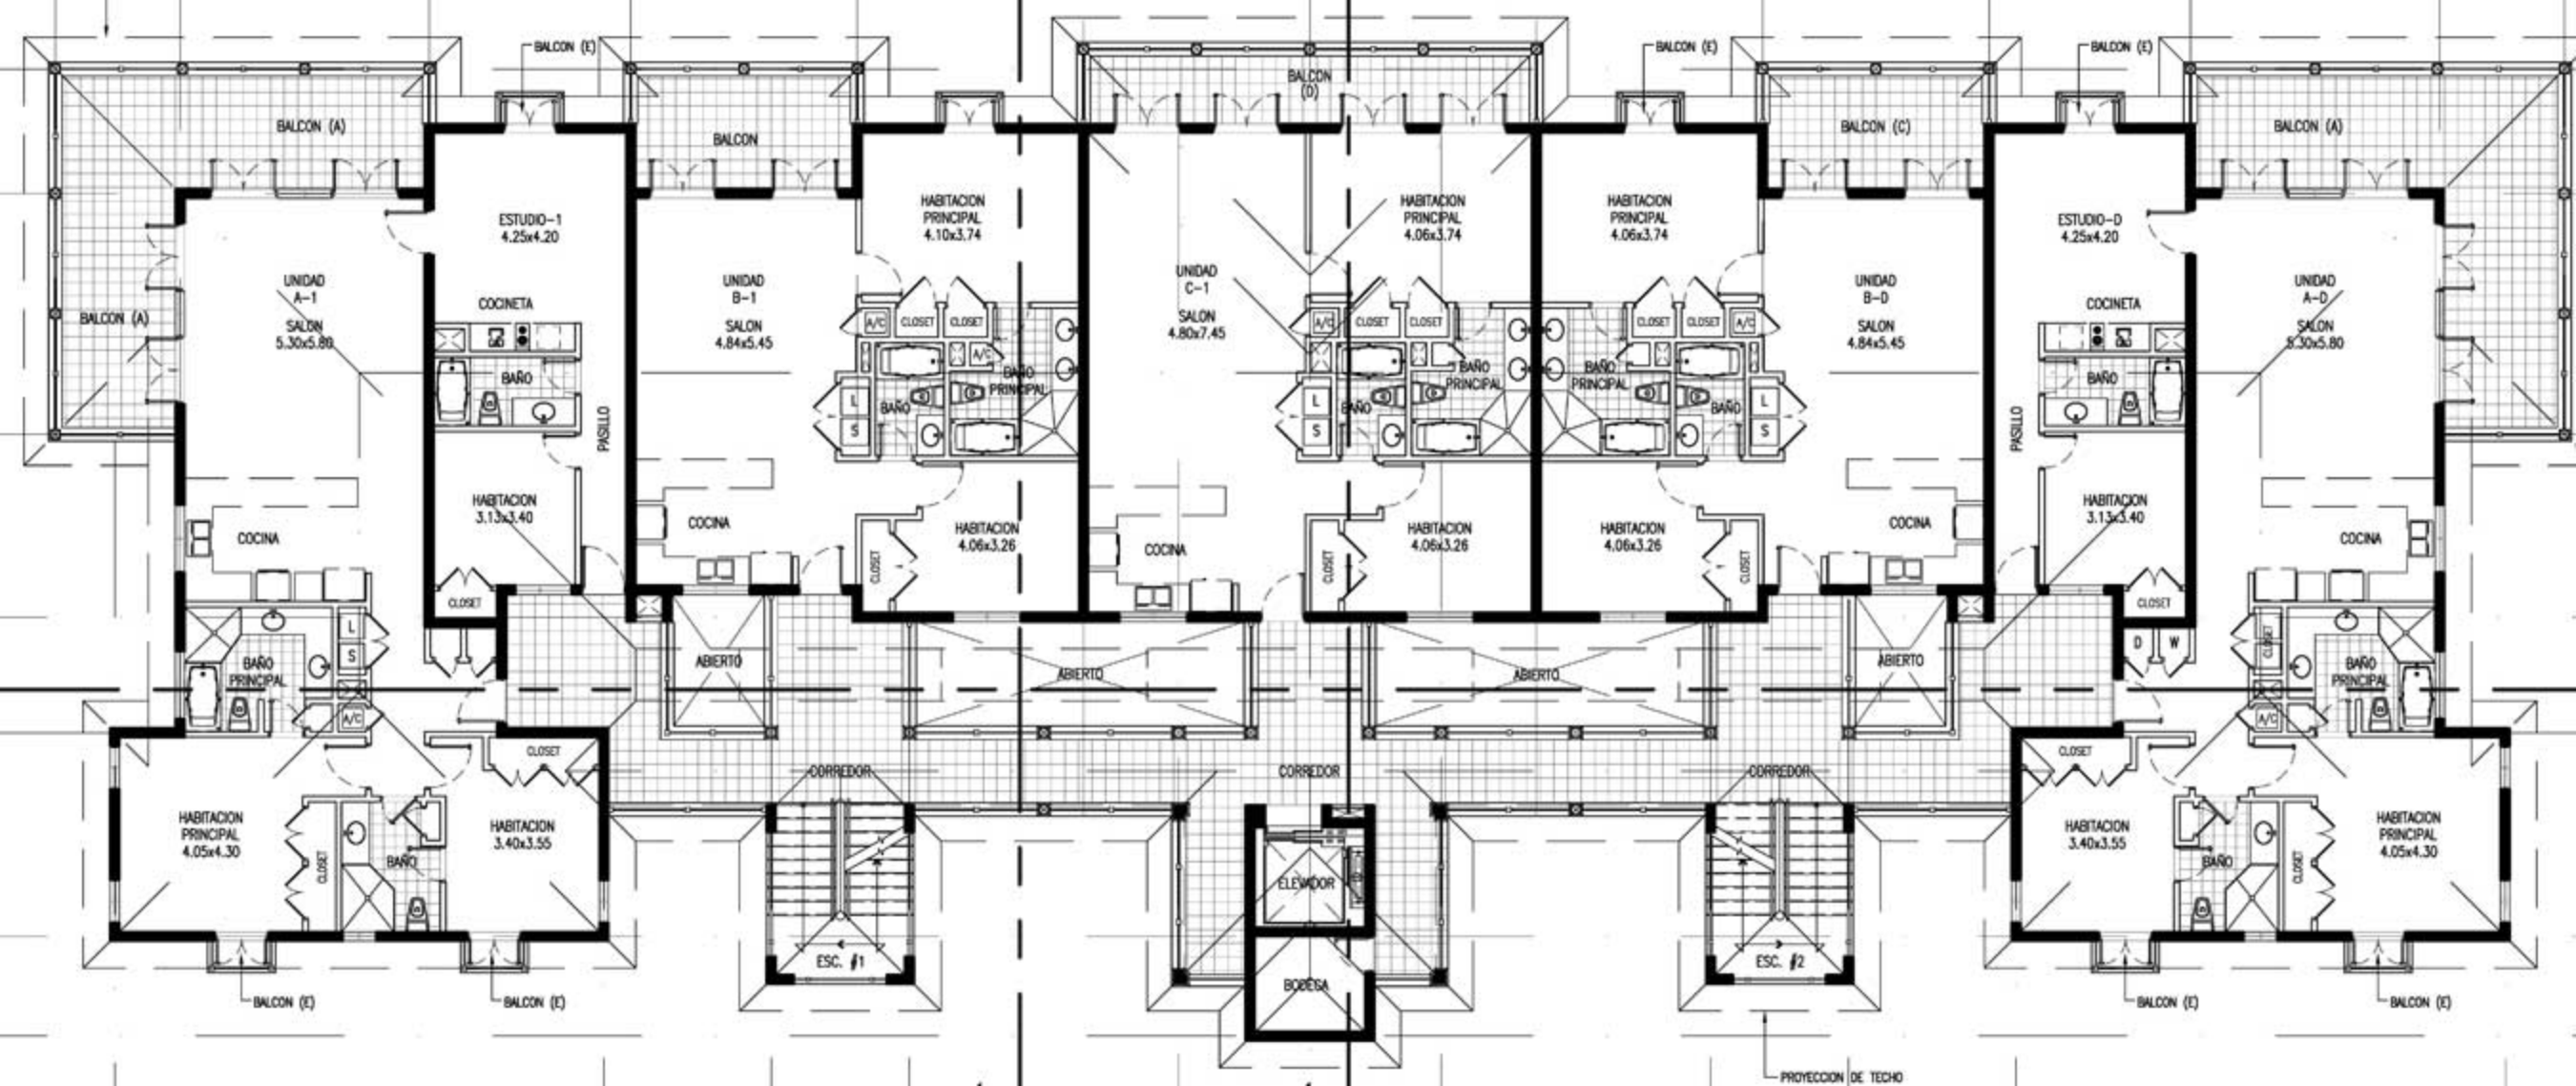 BALCON (E)
BALCON (E)
BALCON (E)
BALCON
(D)
BALCON (A)
BALCON
BALCON (C)
BALCON (A)
ESTUDIO-1
4.25x4.20
HABITACION
PRINCIPAL
4.10x3.74
HABITACION
PRINCIPAL
4.06x3.74
HABITACION
PRINCIPAL
4.06x3.74
ESTUDIO-D
4.25x4.20
UNIDAD
A-1
SALON
5.30x5.80
BALCON (A)
COCINETA
UNIDAD
B-1
SALON
4.84x5.45
UNIDAD
C-1
SALON
4.80x7.45
UNIDAD
B-D
SALON
4.84x5.45
COCINETA
UNIDAD
A-D
SALON
5.30x5.80
A/C
CLOSET
CLOSET
A/C
A/C
CLOSET
CLOSET
CLOSET
CLOSET
A/C
BAÑO
BAÑO
PRINCIPAL
BAÑO
PRINCIPAL
BAÑO
PRINCIPAL
BAÑO
L
S
BAÑO
L
S
BAÑO
BAÑO
L
S
PASILLO
PASILLO
HABITACION
3.13x3.40
HABITACION
3.13x3.40
COCINA
COCINA
HABITACION
4.06x3.26
COCINA
HABITACION
4.06x3.26
HABITACION
4.06x3.26
COCINA
COCINA
CLOSET
CLOSET
CLOSET
CLOSET
CLOSET
L
S
BAÑO
PRINCIPAL
A/C
ABIERTO
ABIERTO
ABIERTO
ABIERTO
D
W
CLOSET
BAÑO
PRINCIPAL
A/C
CLOSET
CORREDOR
CORREDOR
CORREDOR
CLOSET
HABITACION
PRINCIPAL
4.05x4.30
CLOSET
BAÑO
HABITACION
3.40x3.55
ELEVADOR
HABITACION
3.40x3.55
BAÑO
CLOSET
HABITACION
PRINCIPAL
4.05x4.30
ESC. #1
BODEGA
ESC. #2
BALCON (E)
BALCON (E)
BALCON (E)
BALCON (E)
PROYECCION DE TECHO